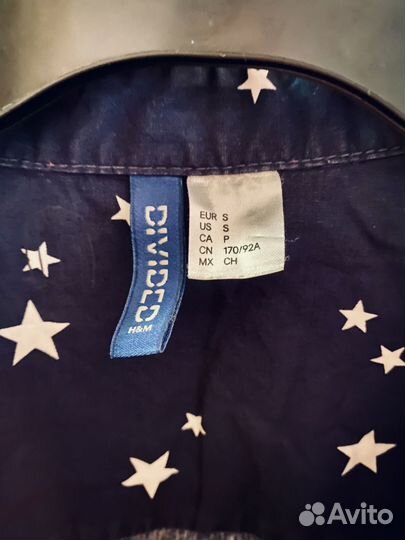 DIVIDED
H&M
EUR S
US S
CA P
CN 170/92A
MX CH
Avito